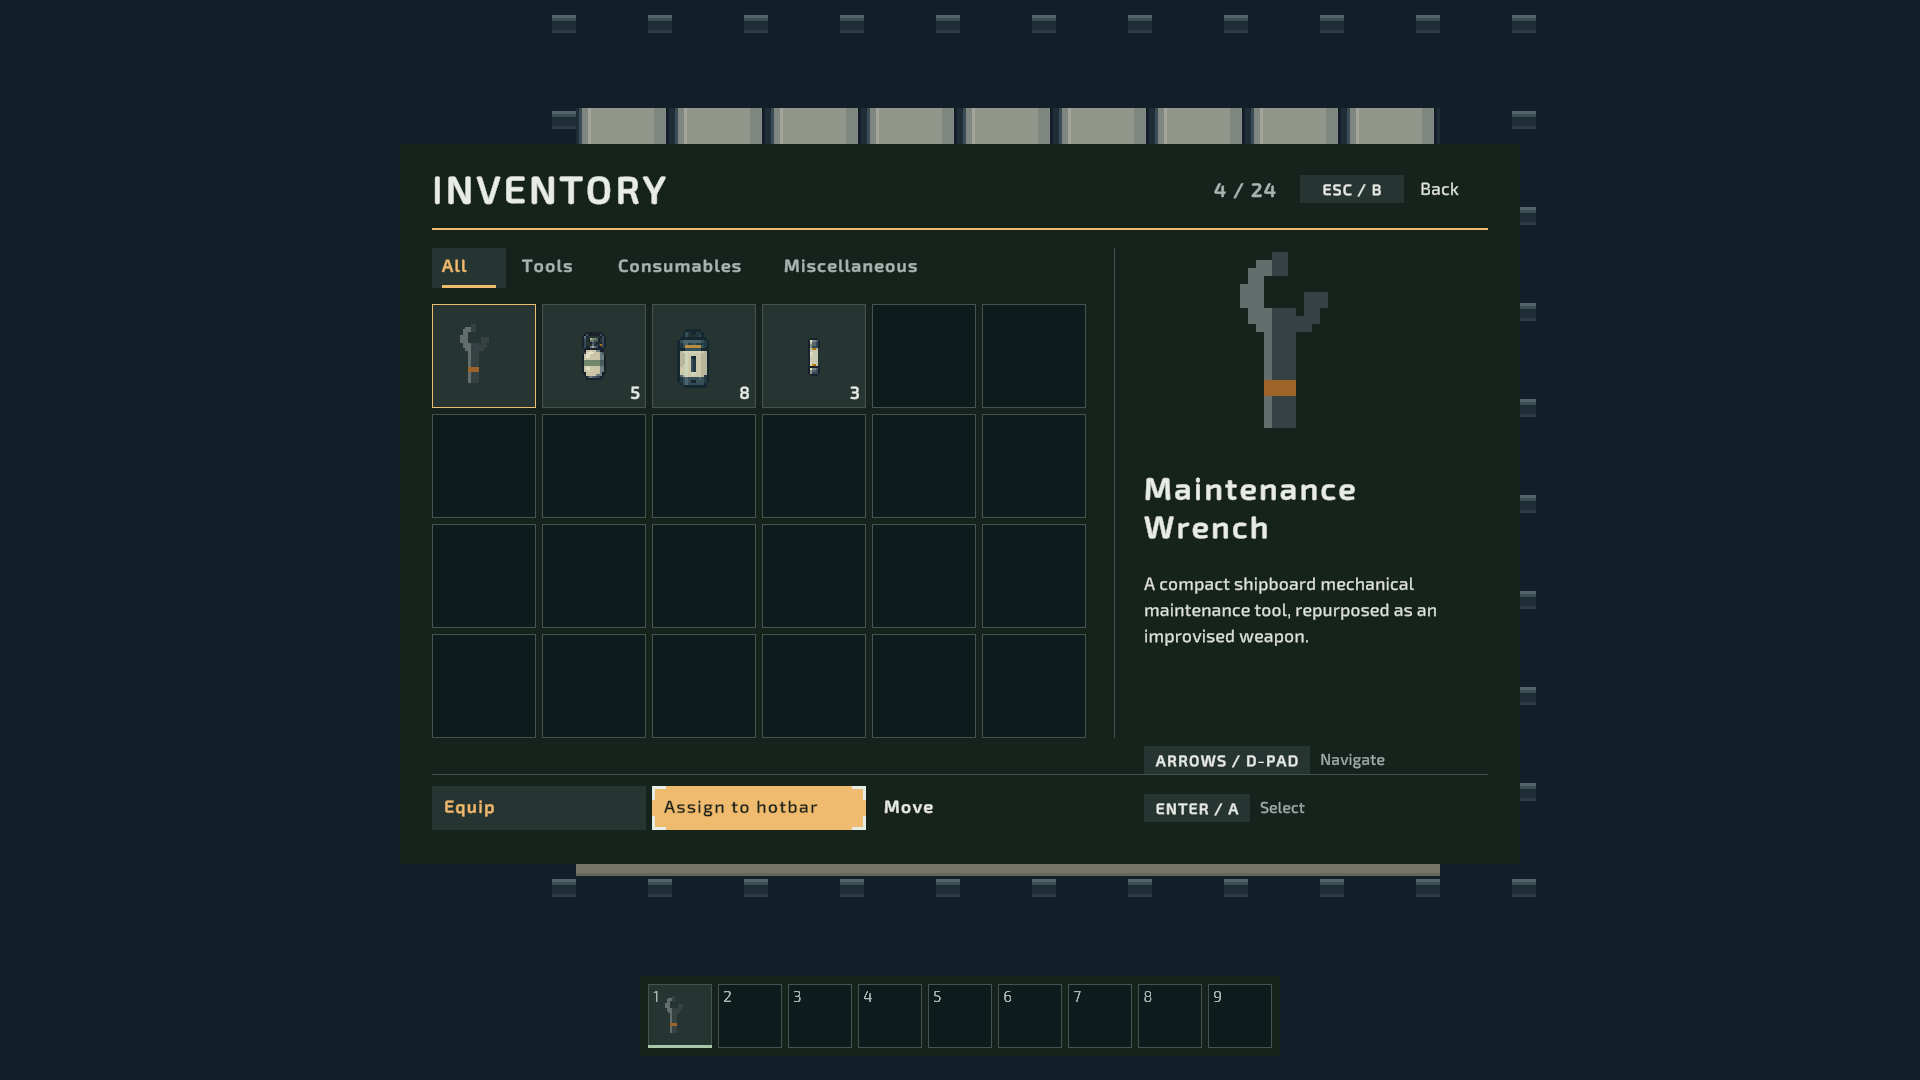 INVENTORY
4 / 24
ESC / B
Back
All
Tools
Consumables
Miscellaneous
5
8
3
Maintenance
Wrench
A compact shipboard mechanical
maintenance tool, repurposed as an
improvised weapon.
ARROWS / D-PAD
Navigate
Equip
Assign to hotbar
Move
ENTER / A
Select
1
2
3
4
5
6
7
8
9